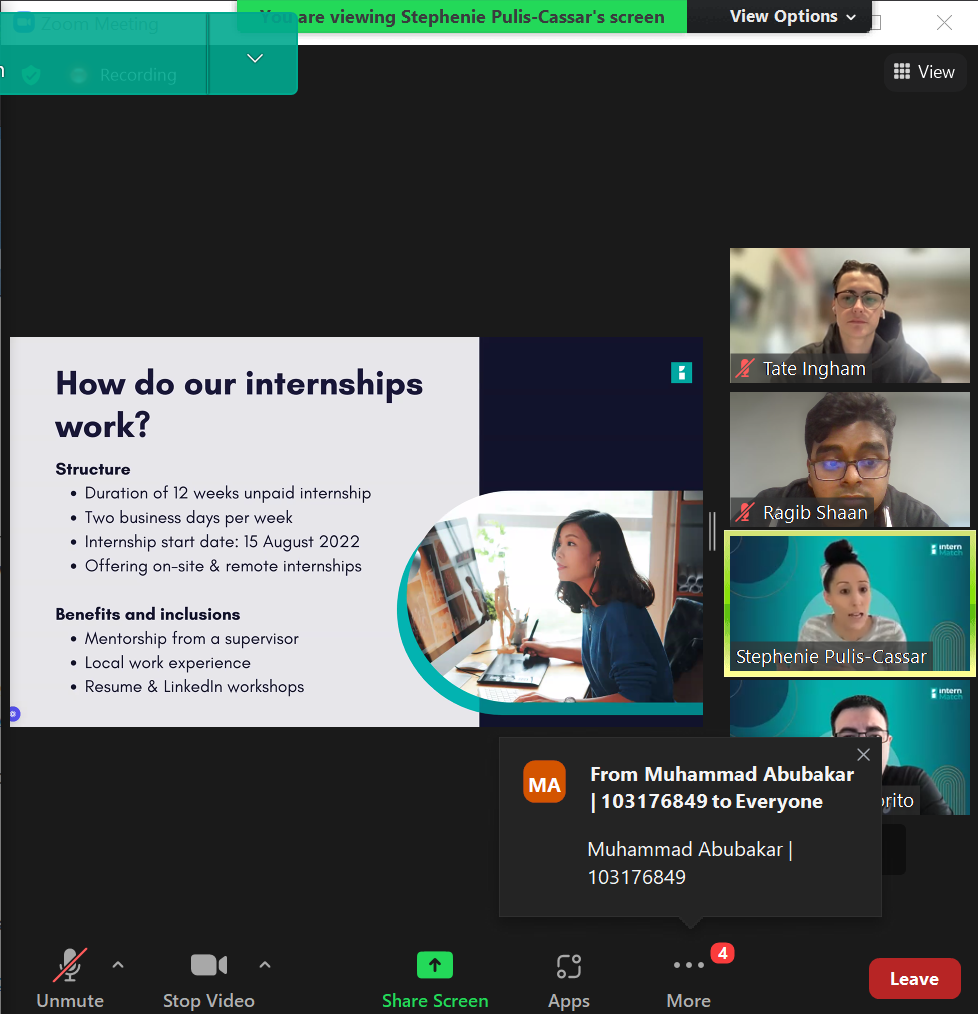 Zoom Meeting
You are viewing Stephenie Pulis-Cassar's screen
View Options
Recording
View
How do our internships
work?
Structure
• Duration of 12 weeks unpaid internship
• Two business days per week
• Internship start date: 15 August 2022
• Offering on-site & remote internships
Benefits and inclusions
• Mentorship from a supervisor
• Local work experience
• Resume & LinkedIn workshops
Tate Ingham
Ragib Shaan
intern
Match
Stephenie Pulis-Cassar
intern
Match
MA
From Muhammad Abubakar
| 103176849 to Everyone
Muhammad Abubakar |
103176849
Unmute
Stop Video
Share Screen
Apps
4
More
Leave